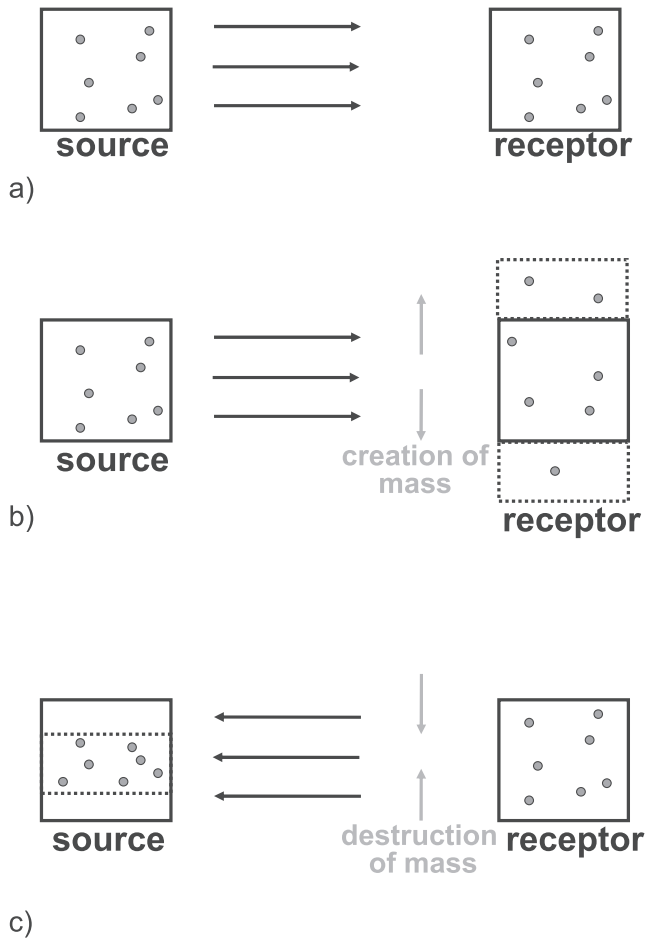 source
receptor
a)
source
creation of
mass
receptor
b)
source
destruction
of mass
receptor
c)